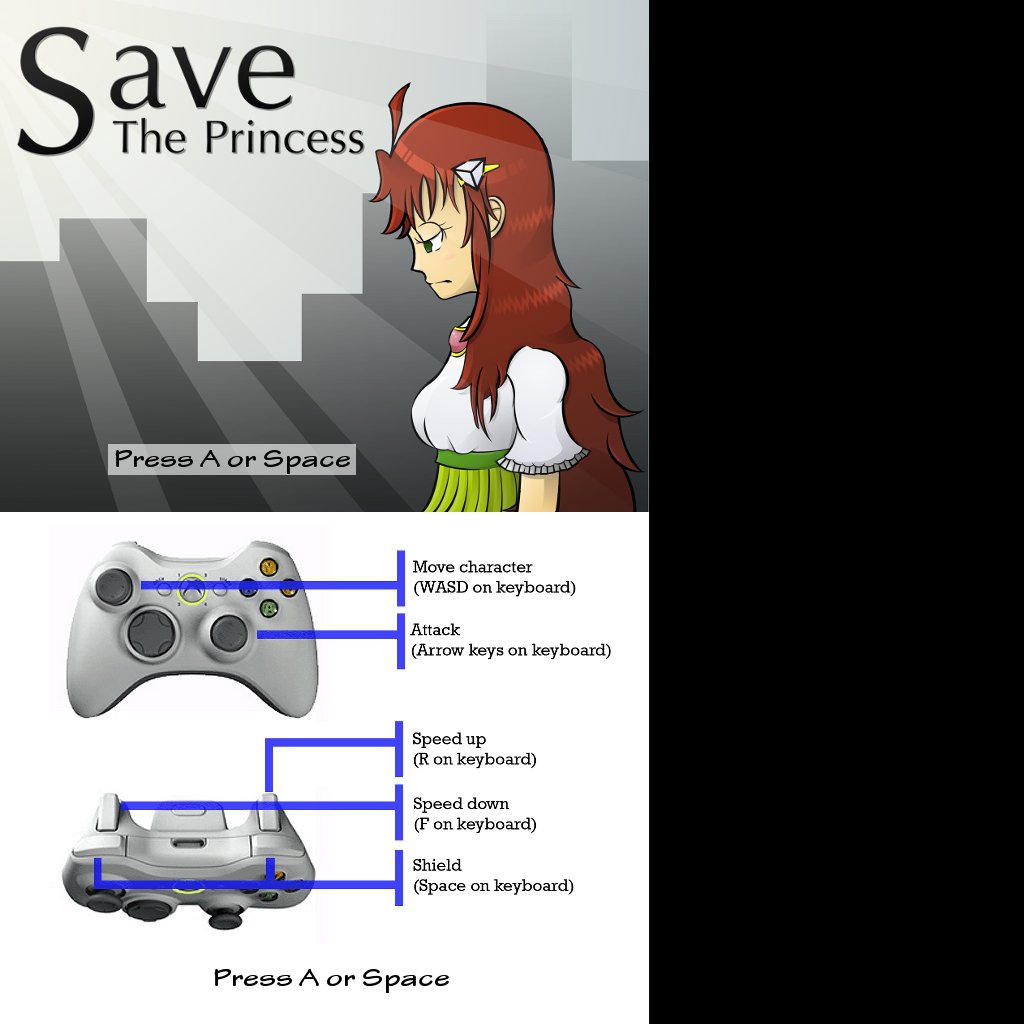 Save
The Princess
Press A or Space
Move character
(WASD on keyboard)
Attack
(Arrow keys on keyboard)
Speed up
(R on keyboard)
Speed down
(F on keyboard)
Shield
(Space on keyboard)
Press A or Space